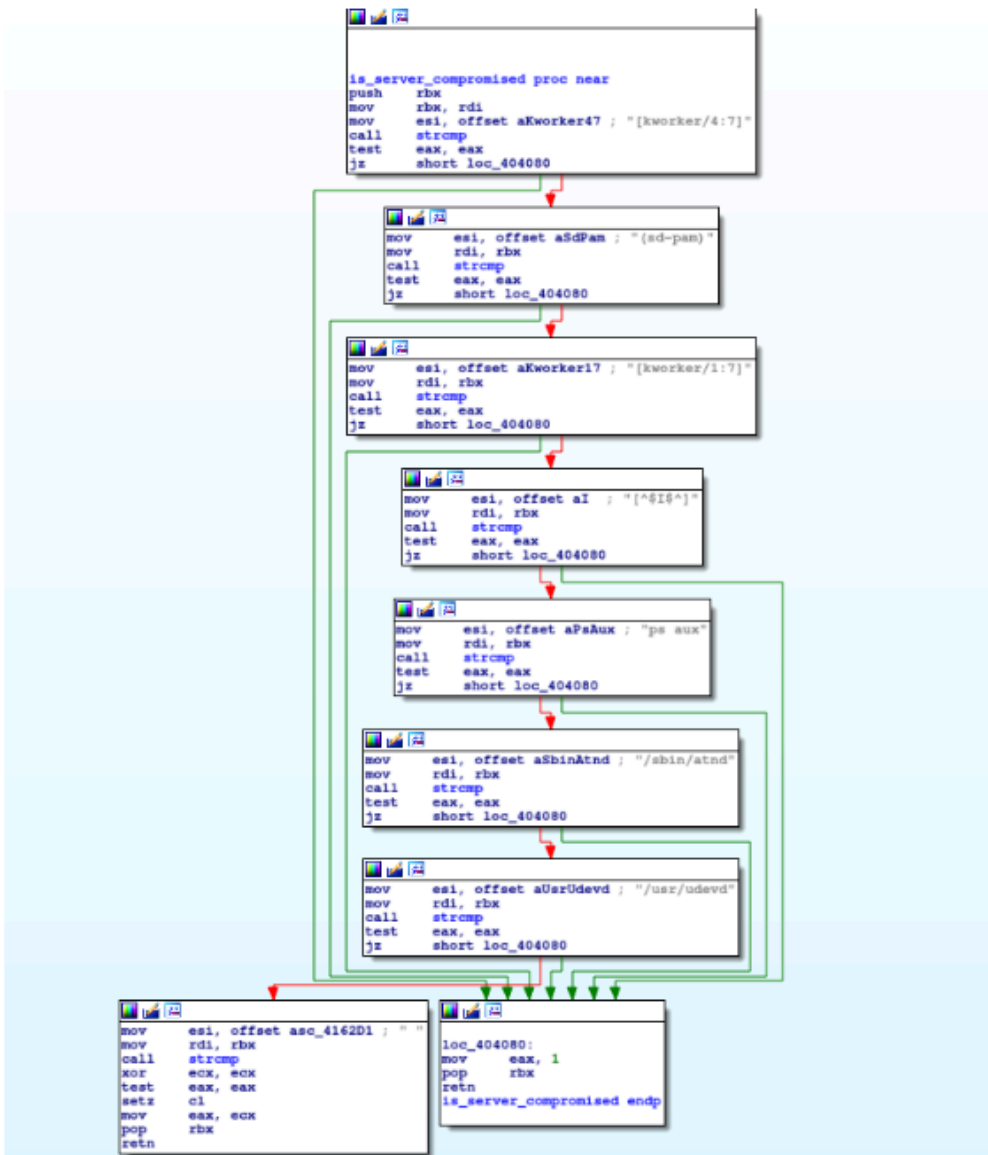 is_server_compromised proc near
push rbx
mov rbx, rdi
mov esi, offset aKworker47 ; "[kworker/4:7]"
call strcmp
test eax, eax
jz short loc_404080
mov esi, offset aSdPam ; "(sd-pam)"
mov rdi, rbx
call strcmp
test eax, eax
jz short loc_404080
mov esi, offset aKworker17 ; "[kworker/1:7]"
mov rdi, rbx
call strcmp
test eax, eax
jz short loc_404080
mov esi, offset aI ; "[^$I$^]"
mov rdi, rbx
call strcmp
test eax, eax
jz short loc_404080
mov esi, offset aPsAux ; "ps aux"
mov rdi, rbx
call strcmp
test eax, eax
jz short loc_404080
mov esi, offset aSbinAtnd ; "/sbin/atnd"
mov rdi, rbx
call strcmp
test eax, eax
jz short loc_404080
mov esi, offset aUsrUdevd ; "/usr/udevd"
mov rdi, rbx
call strcmp
test eax, eax
jz short loc_404080
mov esi, offset asc_4162D1 ; " "
mov rdi, rbx
call strcmp
xor ecx, ecx
test eax, eax
setz cl
mov eax, ecx
pop rbx
retn
loc_404080:
mov eax, 1
pop rbx
retn
is_server_compromised endp